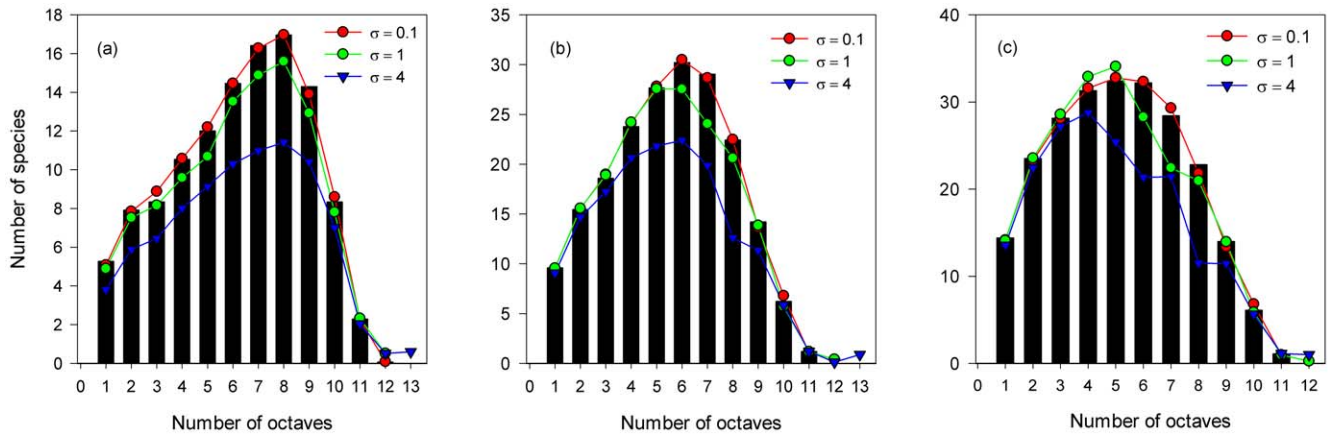 (a)
σ = 0.1
σ = 1
σ = 4
18
16
14
12
10
8
6
4
2
0
Number of species
0 1 2 3 4 5 6 7 8 9 10 11 12 13
Number of octaves
(b)
σ = 0.1
σ = 1
σ = 4
35
30
25
20
15
10
5
0
0 1 2 3 4 5 6 7 8 9 10 11 12 13
Number of octaves
(c)
σ = 0.1
σ = 1
σ = 4
40
30
20
10
0
0 1 2 3 4 5 6 7 8 9 10 11 12
Number of octaves